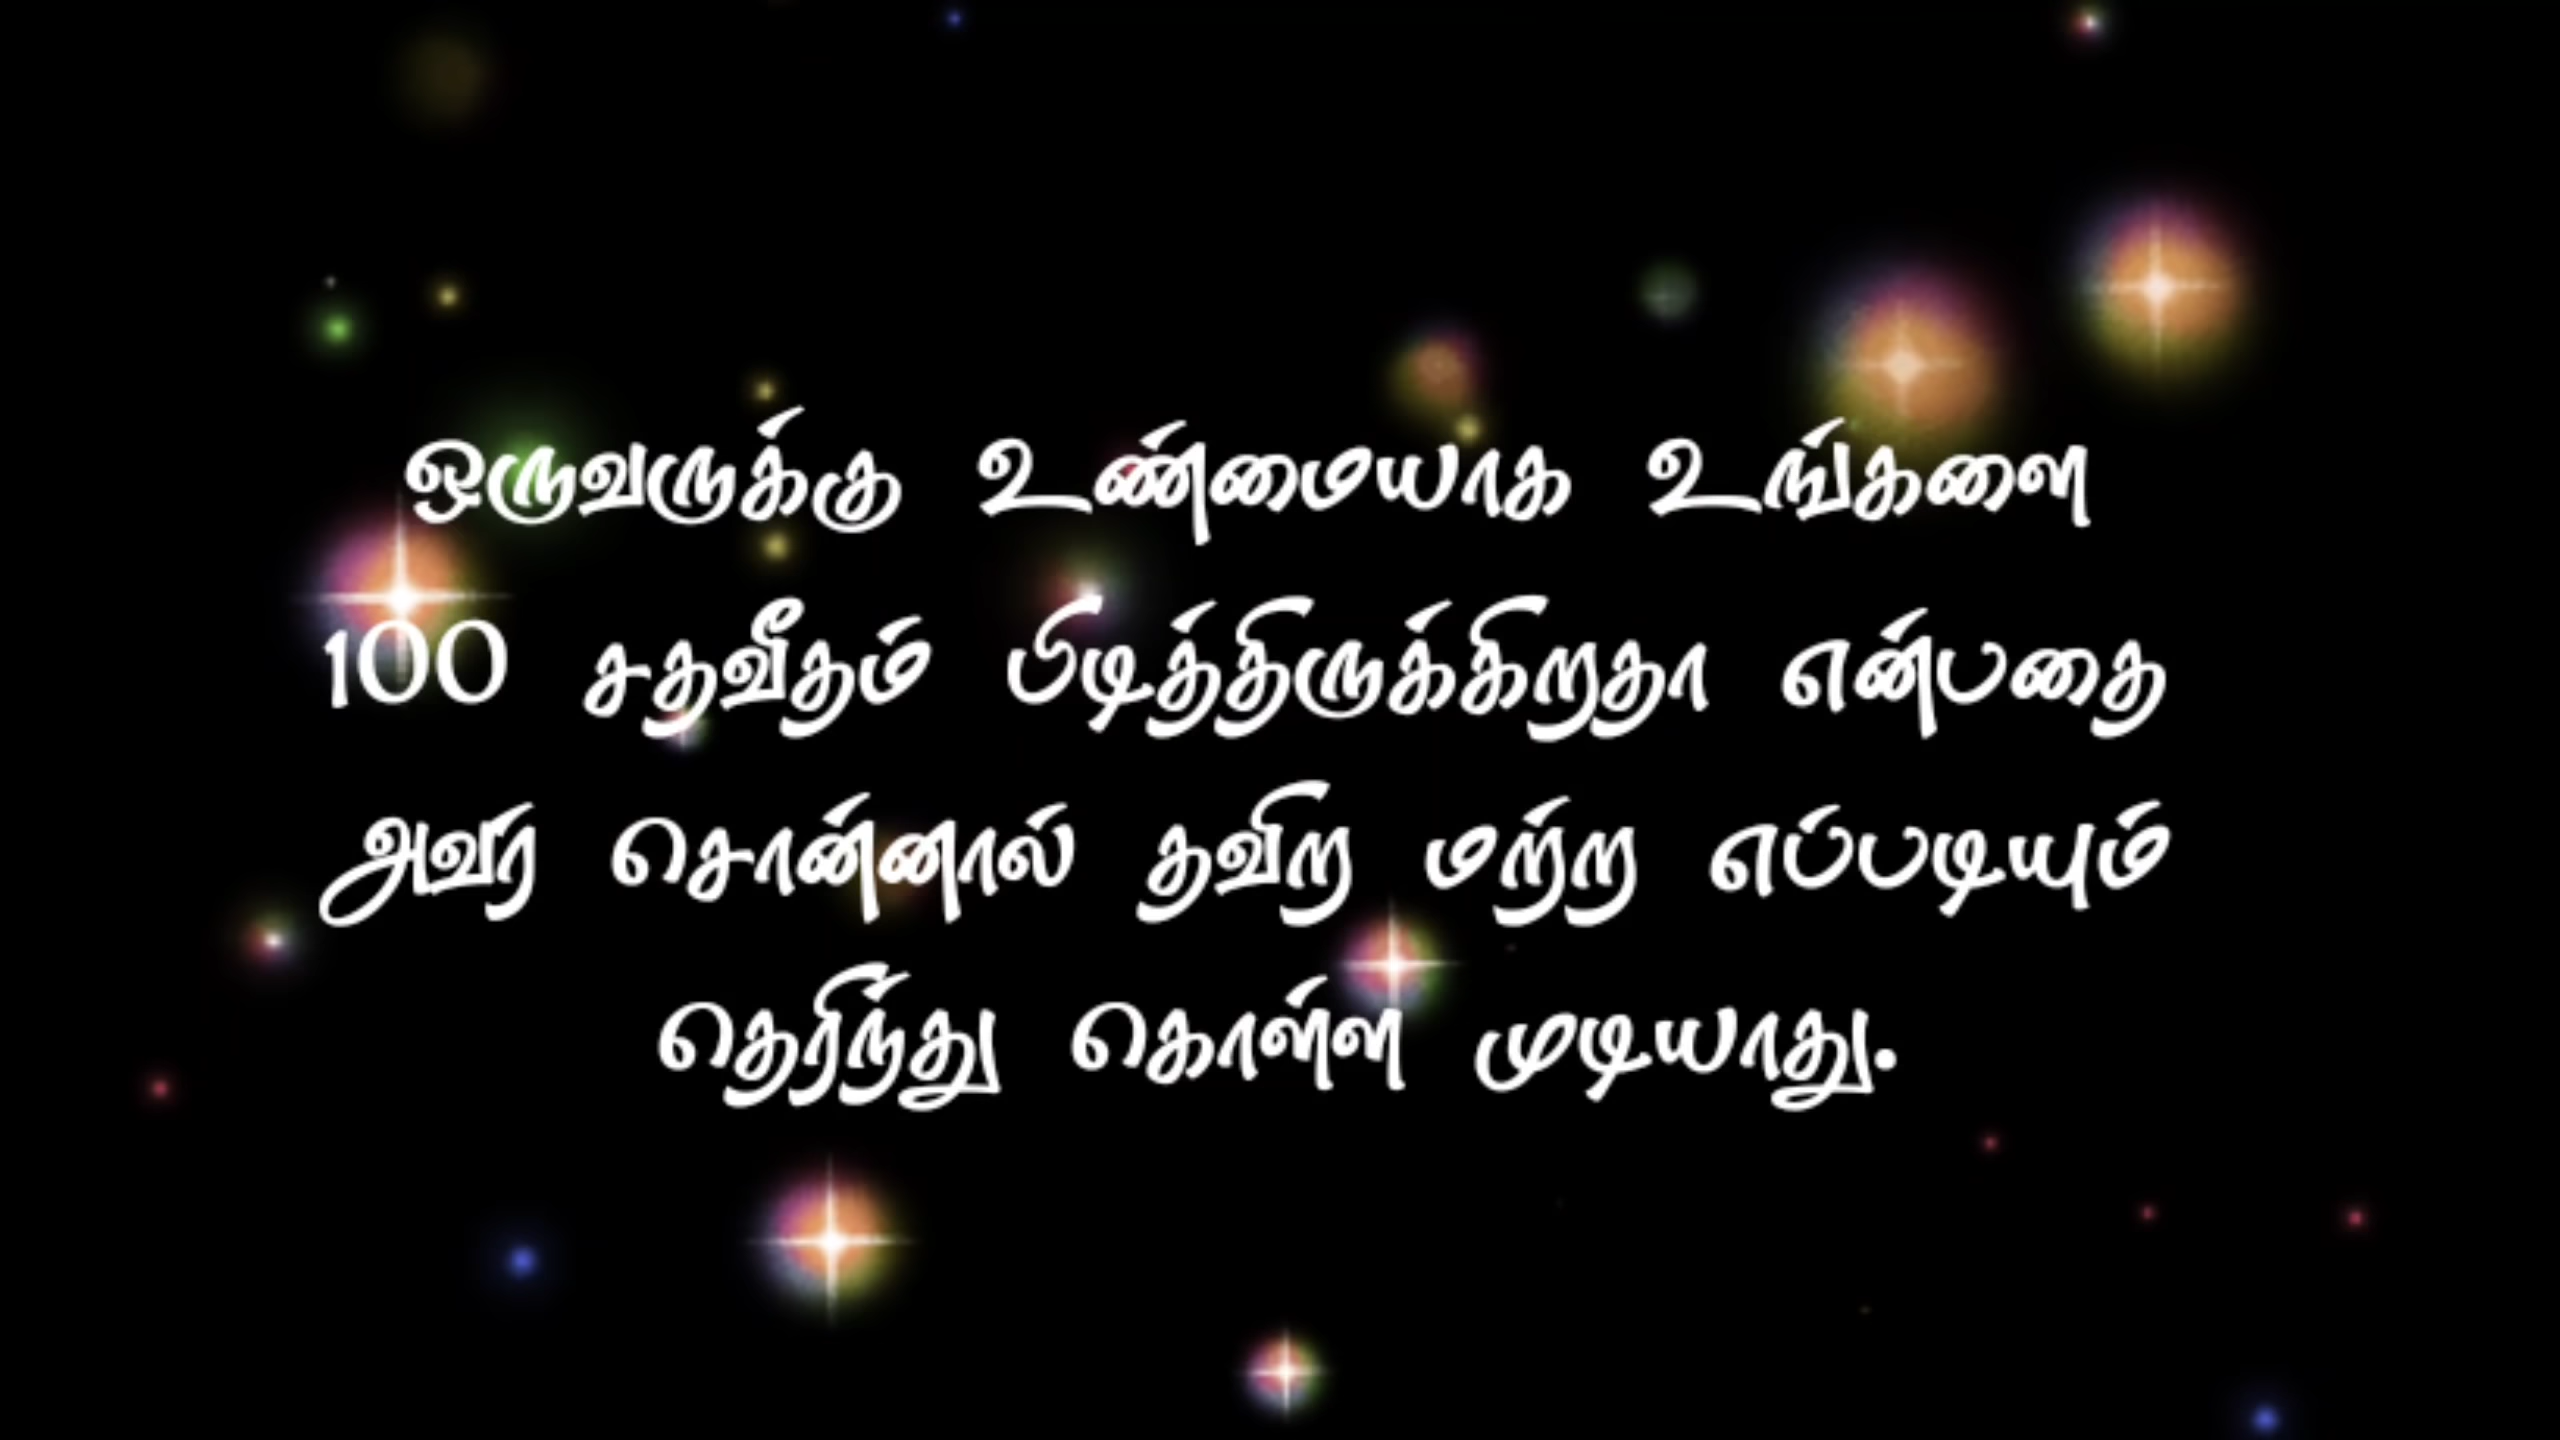 ஒருவருக்கு உண்மையாக உங்களை
100 சதவீதம் பிடித்திருக்கிறதா என்பதை
அவர் சொன்னால் தவிற மற்ற எப்படியும்
தெரிந்து கொள்ள முடியாது.